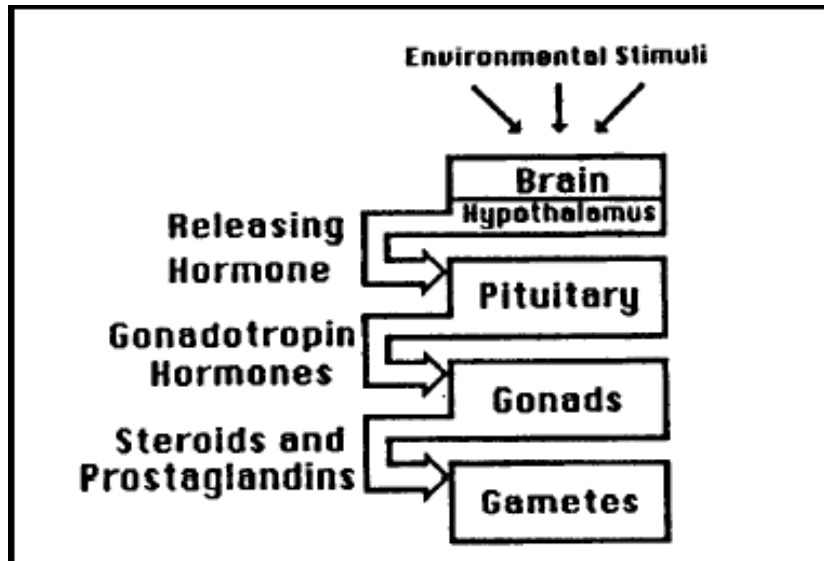 Environmental Stimuli
Brain
Hypothalamus
Releasing
Hormone
Pituitary
Gonadotropin
Hormones
Gonads
Steroids and
Prostaglandins
Gametes